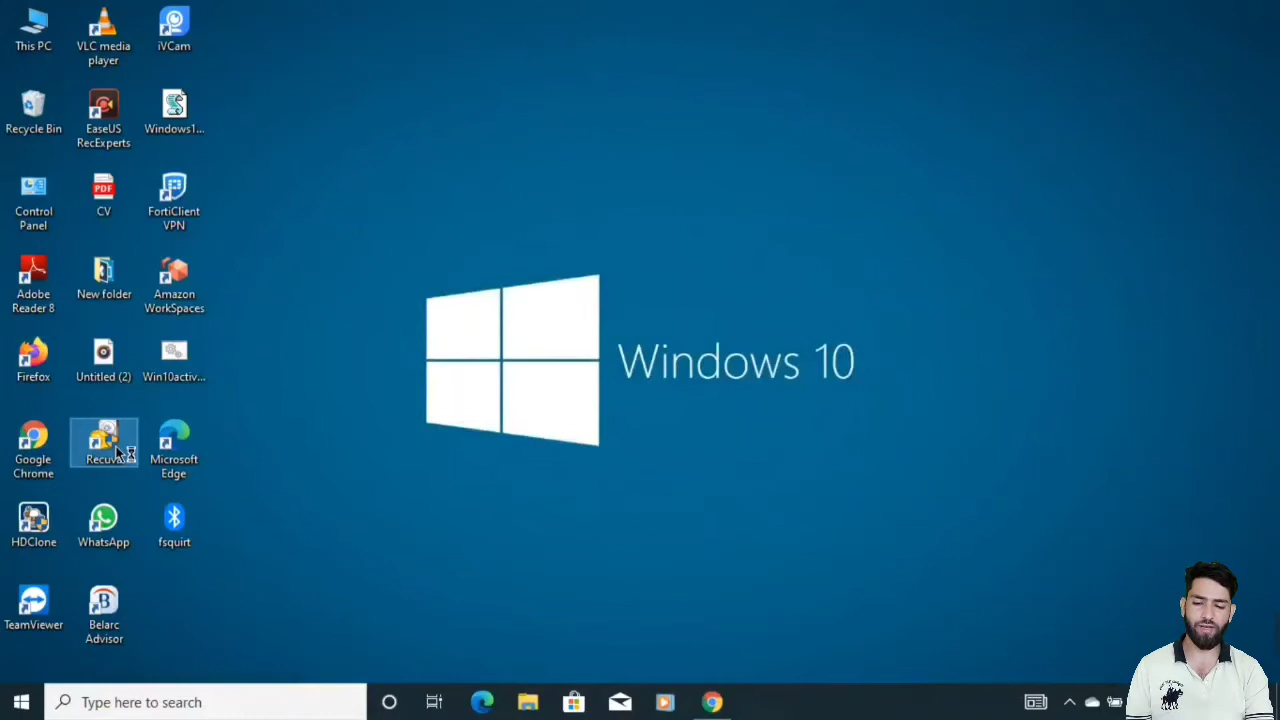 This PC
VLC media
player
iVCam
Recycle Bin
EaseUS
RecExperts
Windows1...
Control
Panel
PDF
CV
FortiClient
VPN
Adobe
Reader 8
New folder
Amazon
WorkSpaces
Firefox
Untitled (2)
Win10activ...
Windows 10
Google
Chrome
Microsoft
Edge
HDClone
WhatsApp
fsquirt
TeamViewer
B
Belarc
Advisor
Type here to search